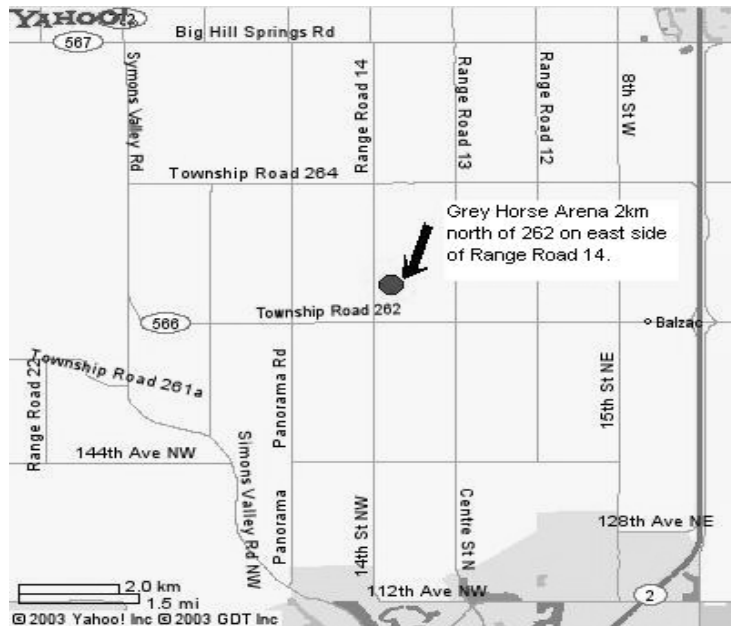 YAHOO!
Big Hill Springs Rd
567
Symons Valley Rd
Range Road 14
Range Road 13
Range Road 12
8th St W
Township Road 264
Grey Horse Arena 2km
north of 262 on east side
of Range Road 14.
Township Road 262
566
Balzac
Township Road 261a
Range Road 22
Panorama Rd
15th St NE
144th Ave NW
Simons Valley Rd NW
Panorama
14th St NW
Centre St N
128th Ave NE
112th Ave NW
2
2.0 km
1.5 mi
© 2003 Yahoo! Inc © 2003 GDT Inc